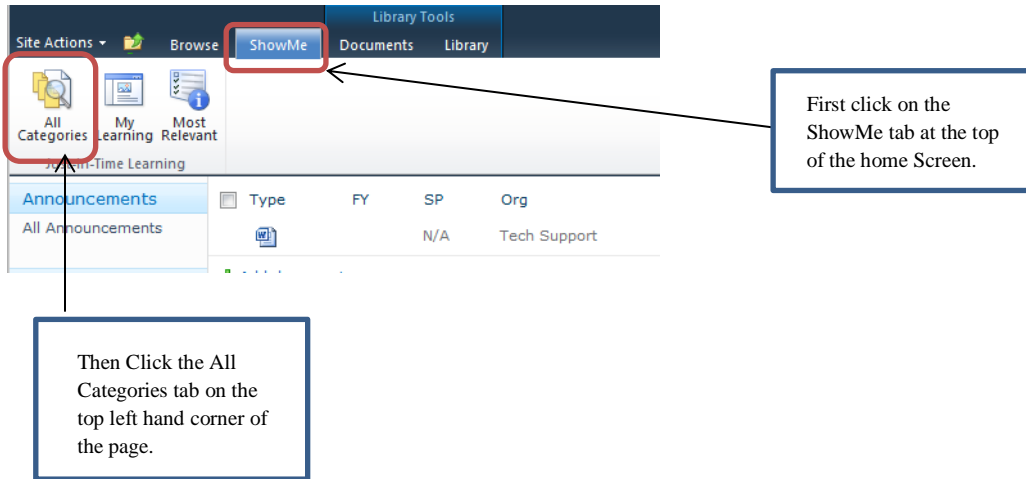 Library Tools
Site Actions Browse ShowMe Documents Library
All Categories
My Learning
Most Relevant
Just-in-Time Learning
First click on the
ShowMe tab at the top
of the home Screen.
Announcements
Type FY SP Org
All Announcements
N/A Tech Support
Then Click the All
Categories tab on the
top left hand corner of
the page.